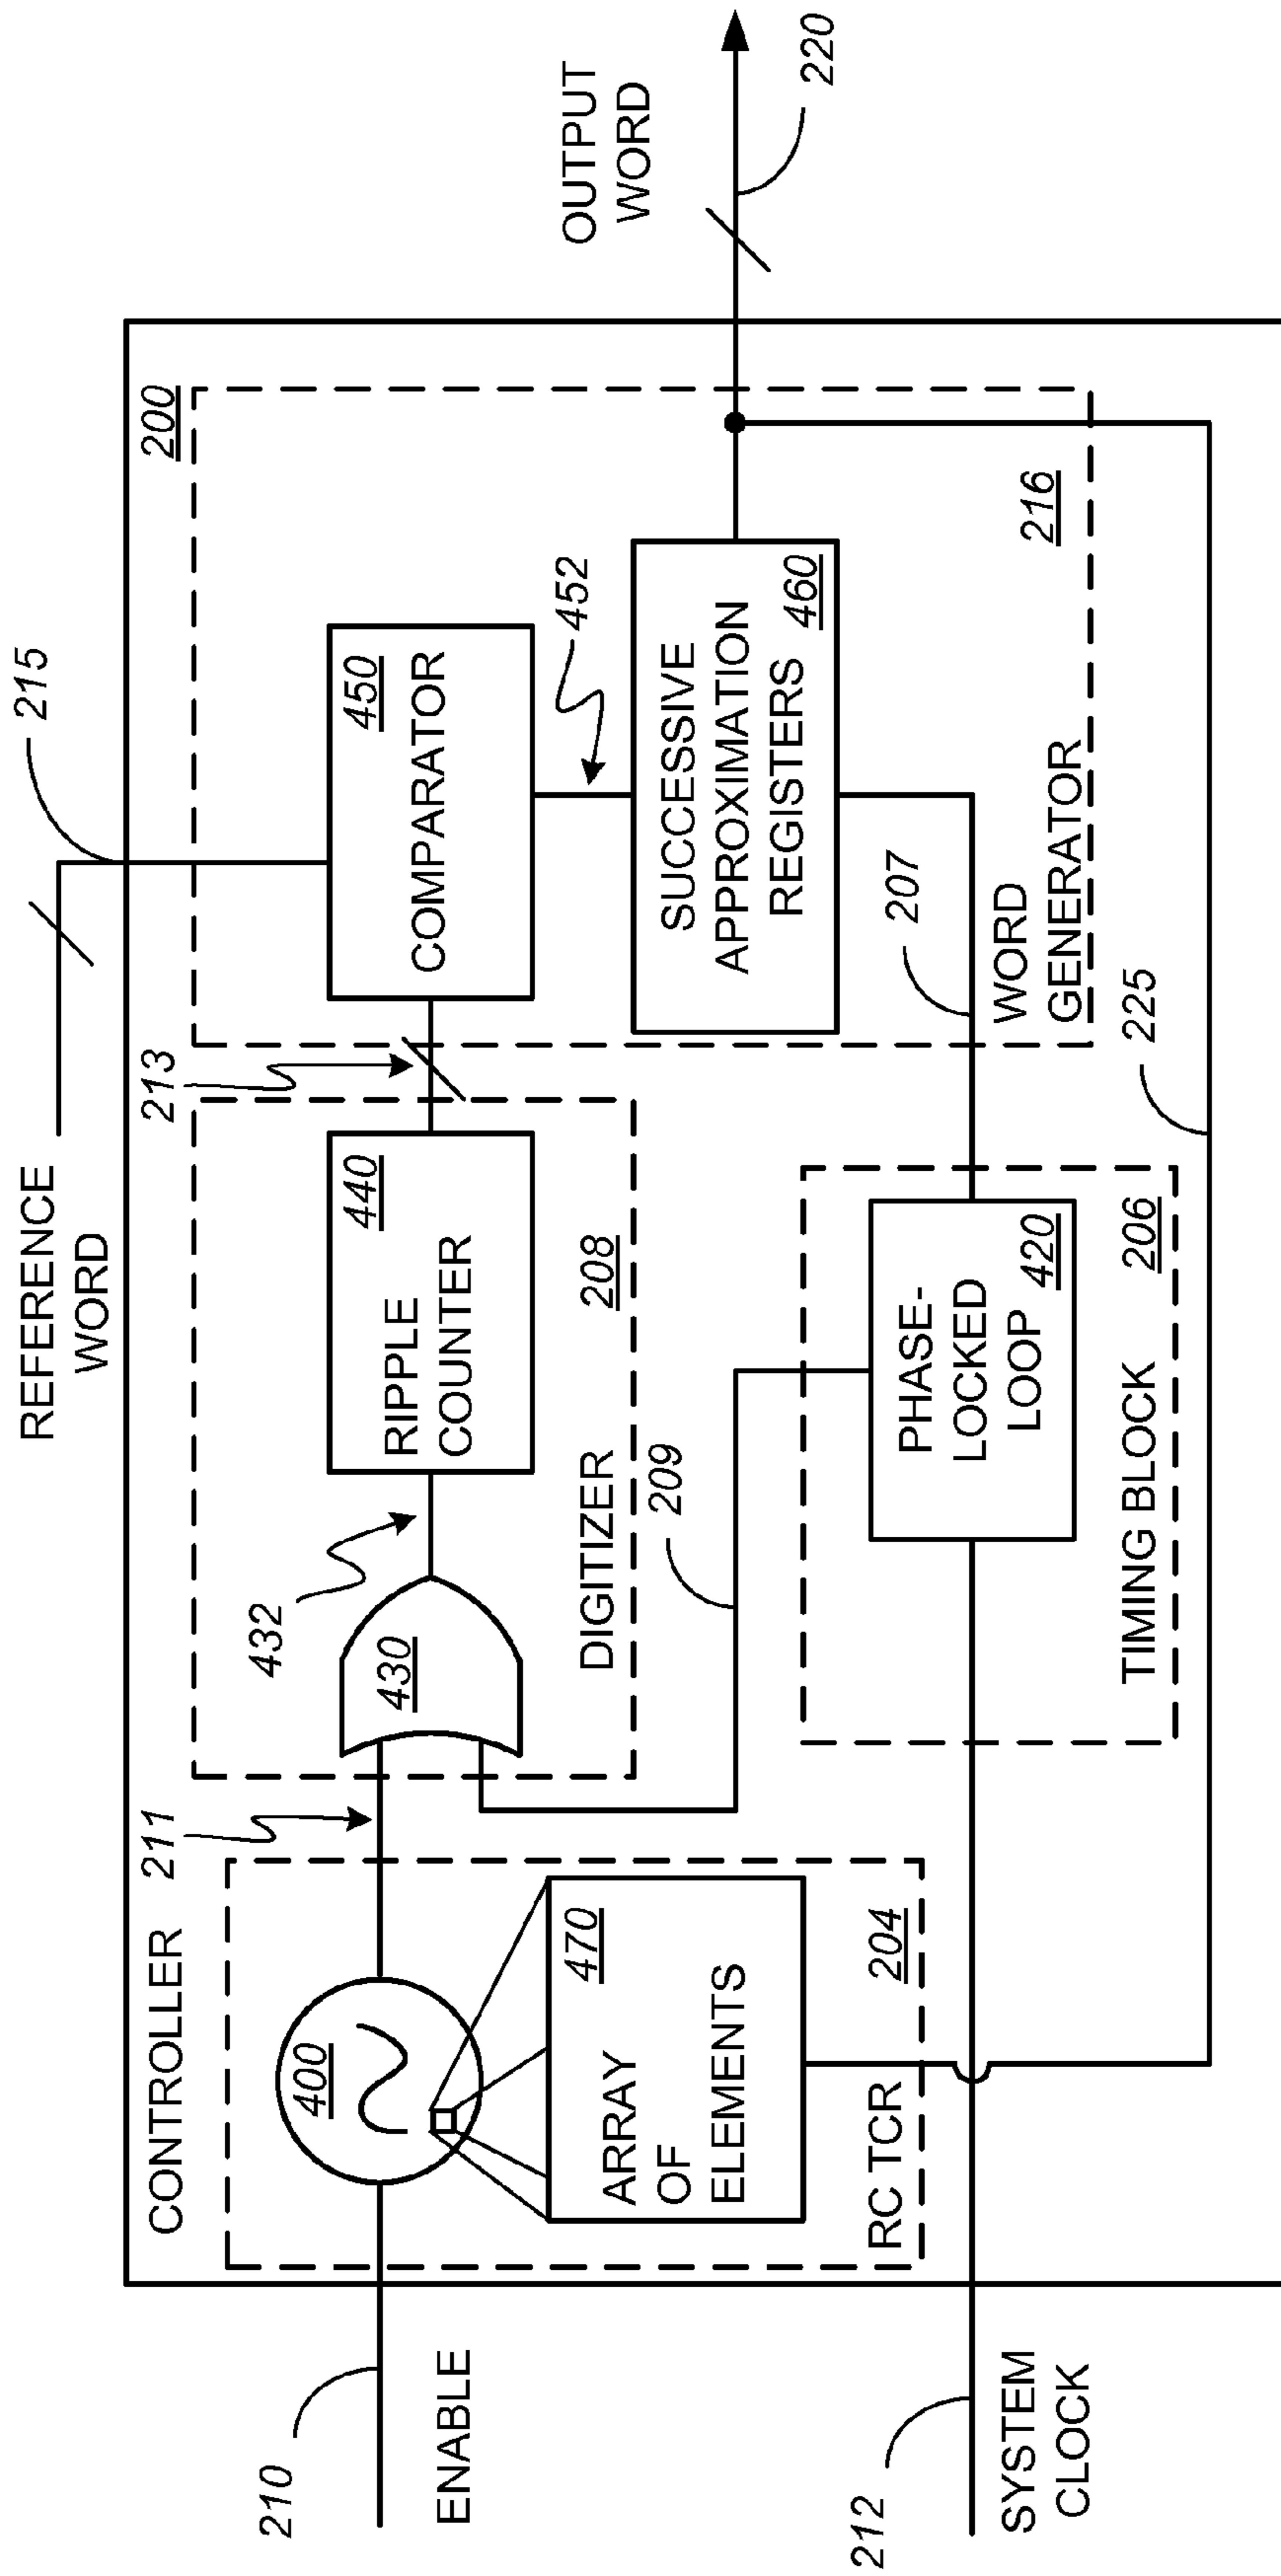 REFERENCE
WORD
215
CONTROLLER
200
211
213
400
430
432
440
RIPPLE
COUNTER
450
COMPARATOR
452
210
ENABLE
470
ARRAY
OF
ELEMENTS
204
RC TCR
DIGITIZER
208
209
SUCCESSIVE
APPROXIMATION
REGISTERS
460
OUTPUT
WORD
220
207
WORD
GENERATOR
216
212
SYSTEM
CLOCK
PHASE-
LOCKED
LOOP
420
TIMING BLOCK
206
225